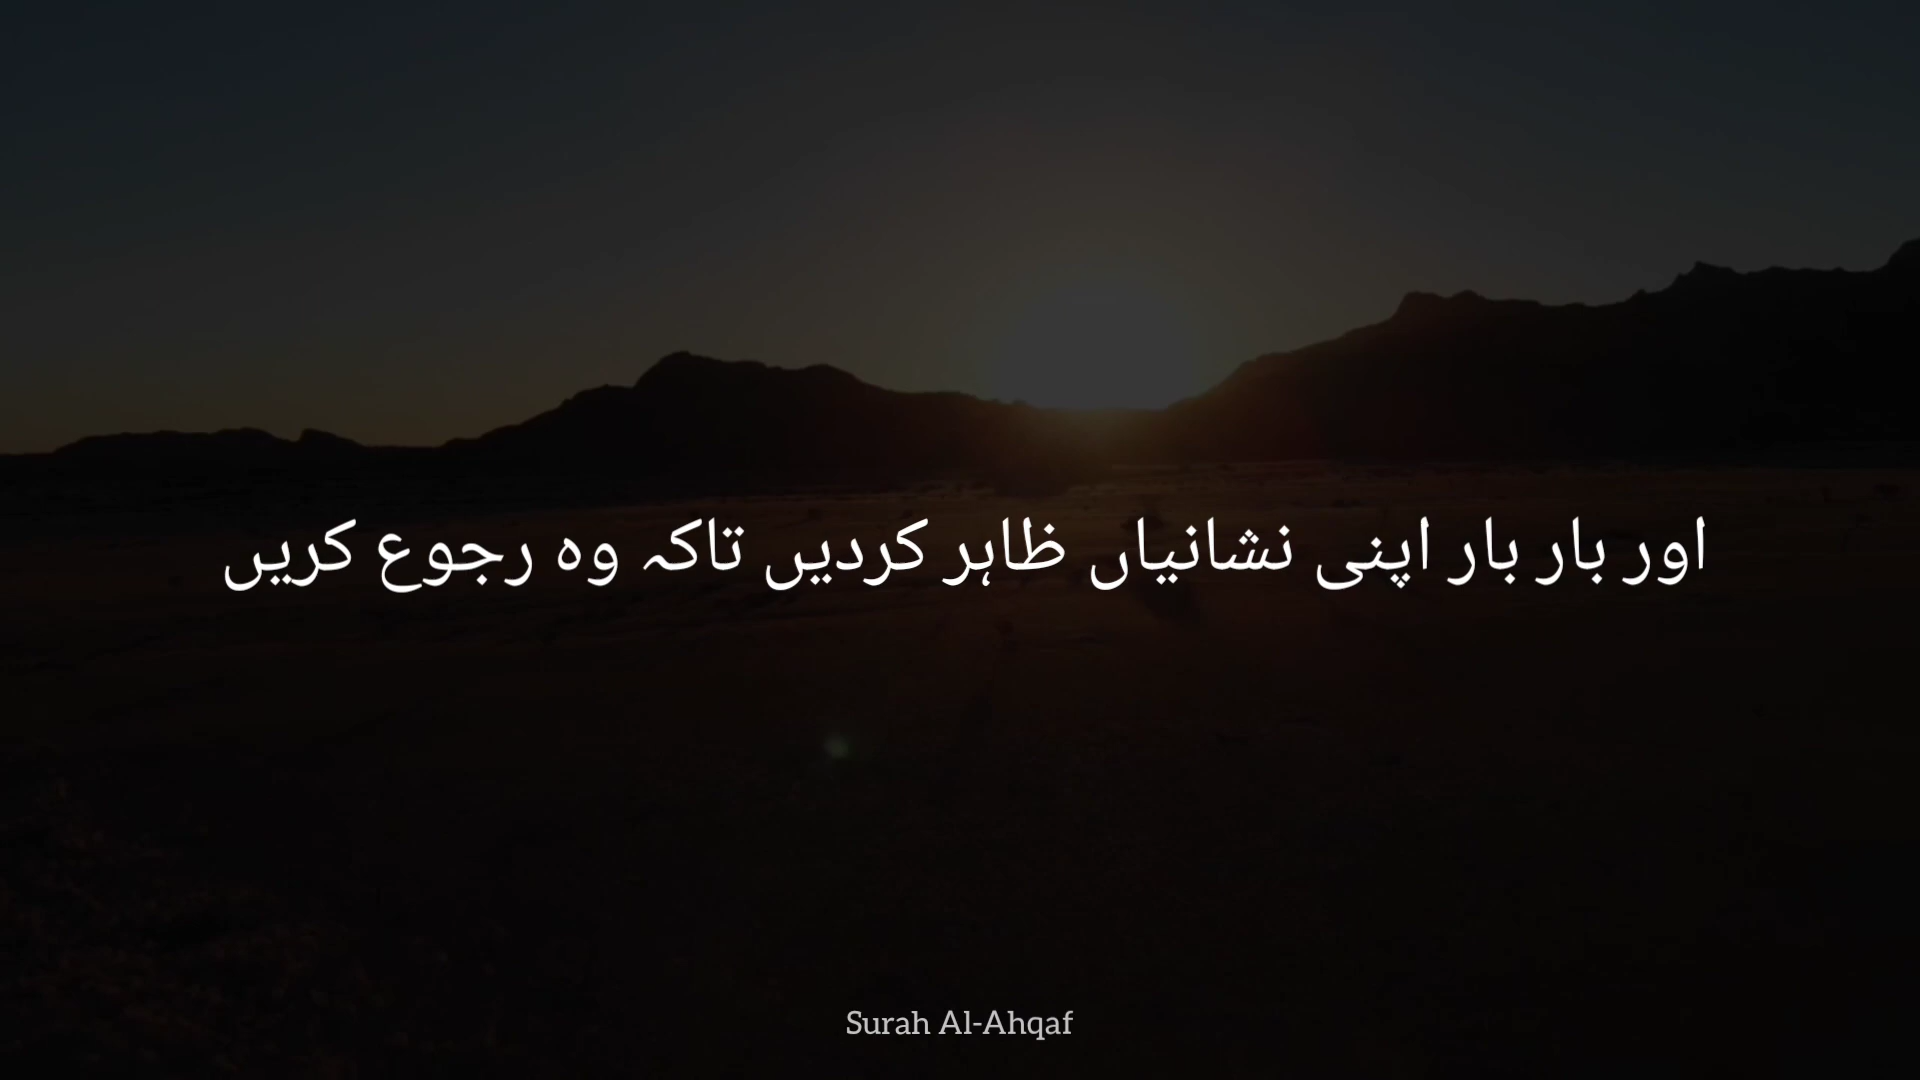 اور بار بار اپنی نشانیاں ظاہر کردیں تاکہ وہ رجوع کریں
Surah Al-Ahqaf